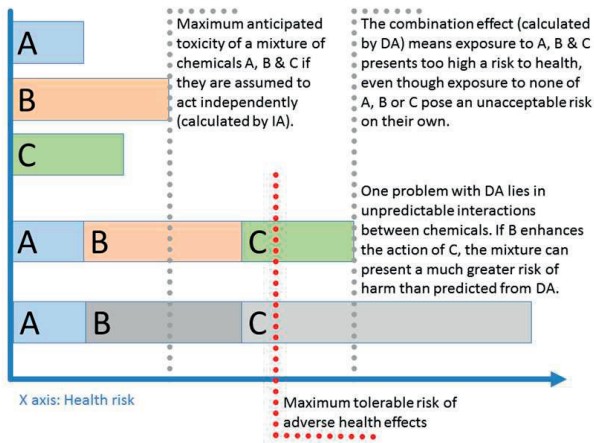 Maximum anticipated
toxicity of a mixture of
chemicals A, B & C if
they are assumed to
act independently
(calculated by IA).
The combination effect (calculated
by DA) means exposure to A, B & C
presents too high a risk to health,
even though exposure to none of
A, B or C pose an unacceptable risk
on their own.
A
B
C
One problem with DA lies in
unpredictable interactions
between chemicals. If B enhances
the action of C, the mixture can
present a much greater risk of
harm than predicted from DA.
A B C
A B C
X axis: Health risk
Maximum tolerable risk of
adverse health effects